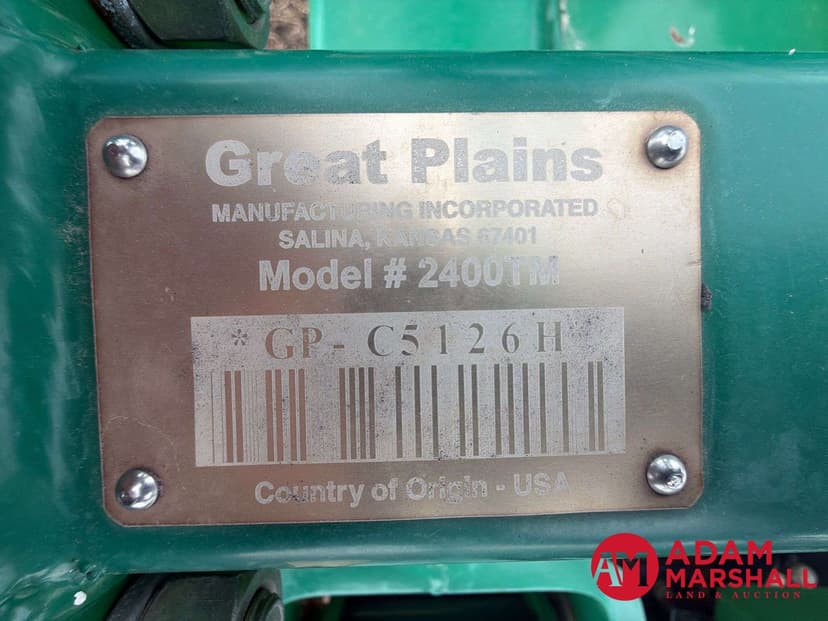 Great Plains
MANUFACTURING INCORPORATED
SALINA, KANSAS 67401
Model # 2400TM
* GP- C5126H
Country of Origin - USA
AM ADAM
MARSHALL
LAND & AUCTION